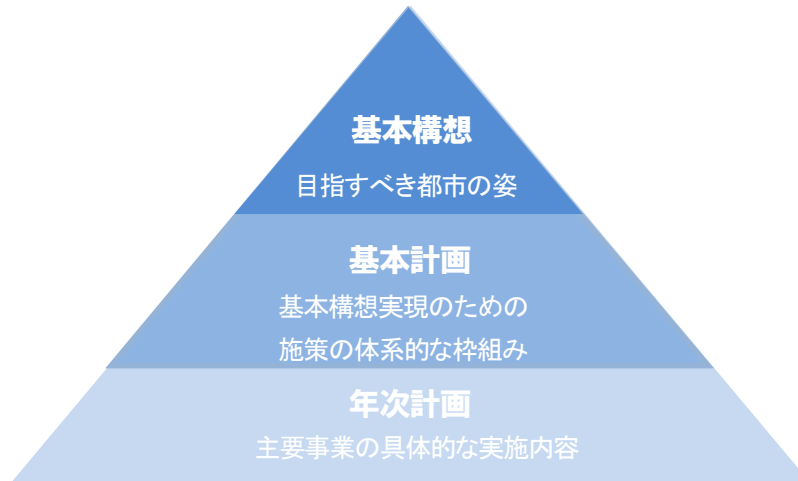 基本構想
目指すべき都市の姿
基本計画
基本構想実現のための
施策の体系的な枠組み
年次計画
主要事業の具体的な実施内容